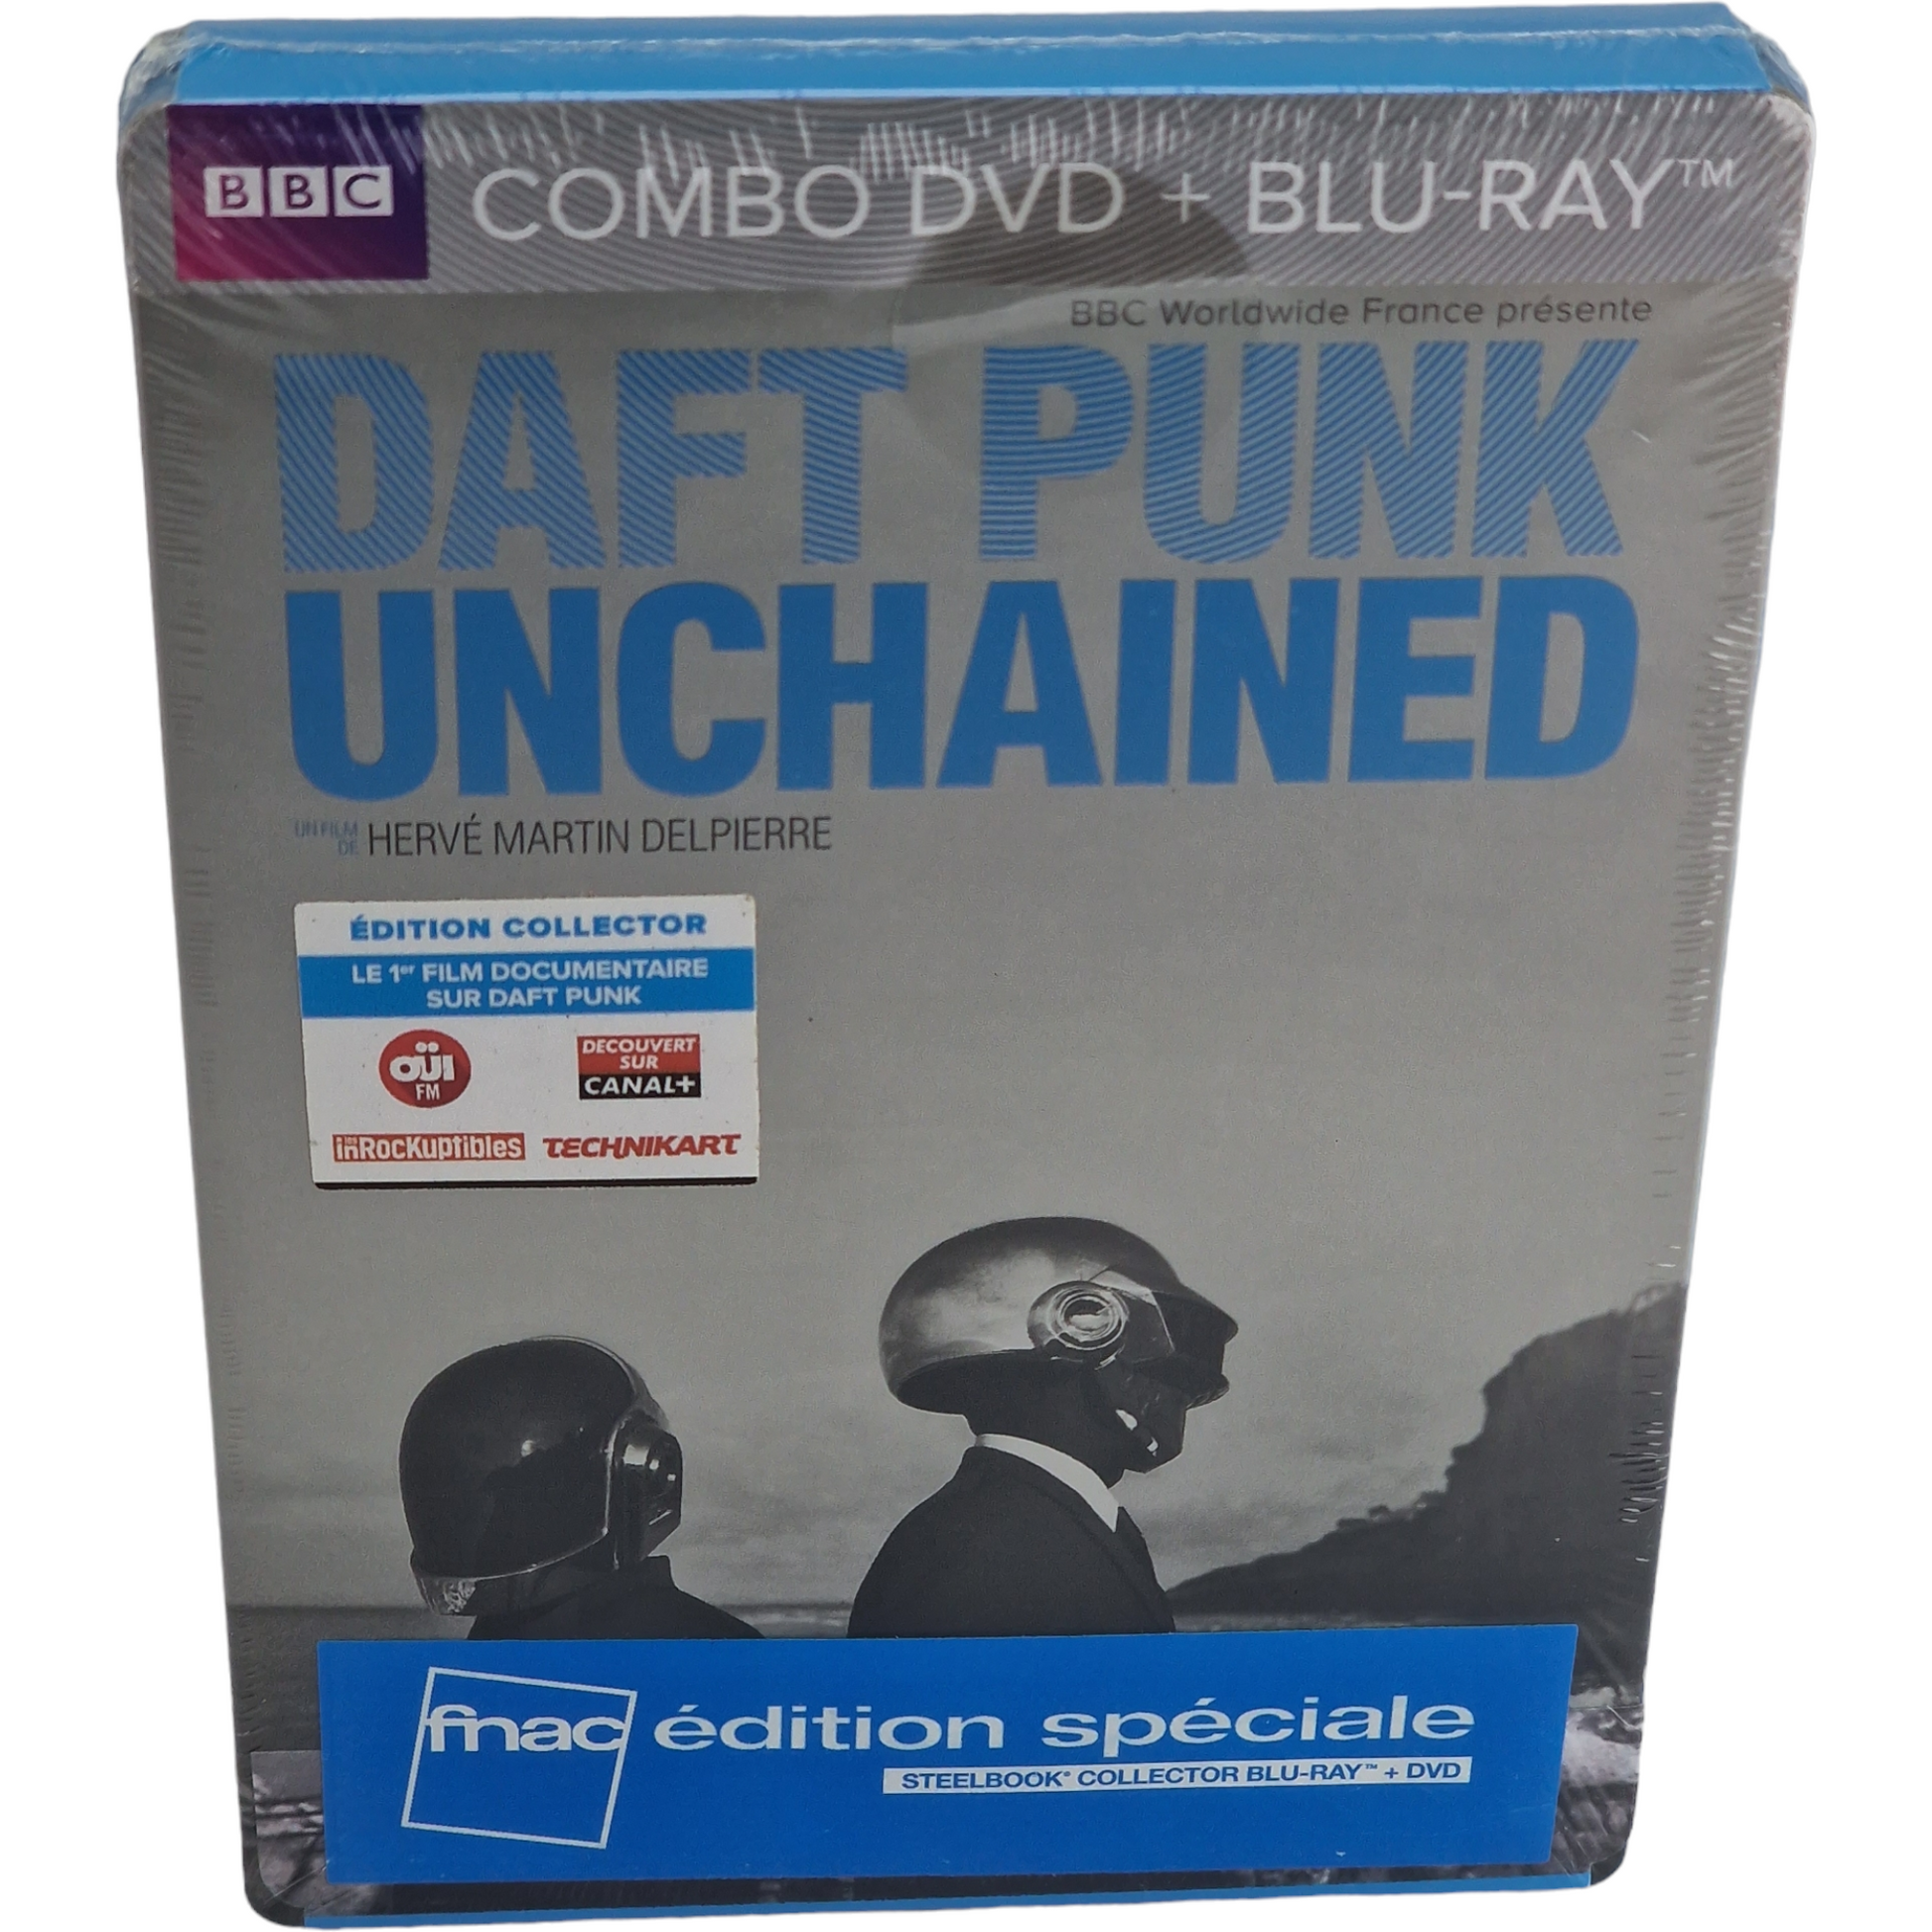 BBC COMBO DVD + BLU-RAY™
BBC Worldwide France présente
DAFT PUNK
UNCHAINED
UN FILM DE HERVÉ MARTIN DELPIERRE
ÉDITION COLLECTOR
LE 1er FILM DOCUMENTAIRE
SUR DAFT PUNK
OÜI
FM
DECOUVERT
SUR
CANAL+
les inRocKuptibles TECHNIKART
fnac édition spéciale
STEELBOOK® COLLECTOR BLU-RAY™ + DVD